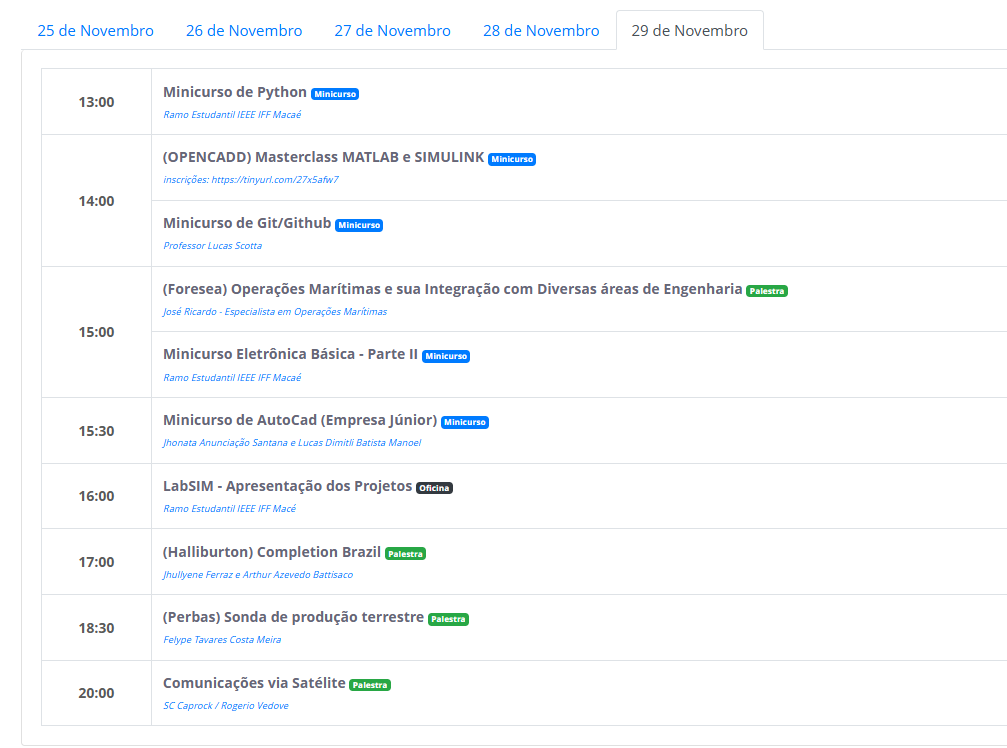 25 de Novembro 26 de Novembro 27 de Novembro 28 de Novembro 29 de Novembro
13:00
Minicurso de Python Minicurso
Ramo Estudantil IEEE IFF Macaé
14:00
(OPENCADD) Masterclass MATLAB e SIMULINK Minicurso
inscrições: https://tinyurl.com/27x5afw7
Minicurso de Git/Github Minicurso
Professor Lucas Scotta
15:00
(Foresea) Operações Marítimas e sua Integração com Diversas áreas de Engenharia Palestra
José Ricardo - Especialista em Operações Marítimas
Minicurso Eletrônica Básica - Parte II Minicurso
Ramo Estudantil IEEE IFF Macaé
15:30
Minicurso de AutoCad (Empresa Júnior) Minicurso
Jhonata Anunciação Santana e Lucas Dimitli Batista Manoel
16:00
LabSIM - Apresentação dos Projetos Oficina
Ramo Estudantil IEEE IFF Macé
17:00
(Halliburton) Completion Brazil Palestra
Jhullyene Ferraz e Arthur Azevedo Battisaco
18:30
(Perbas) Sonda de produção terrestre Palestra
Felype Tavares Costa Meira
20:00
Comunicações via Satélite Palestra
SC Caprock / Rogerio Vedove